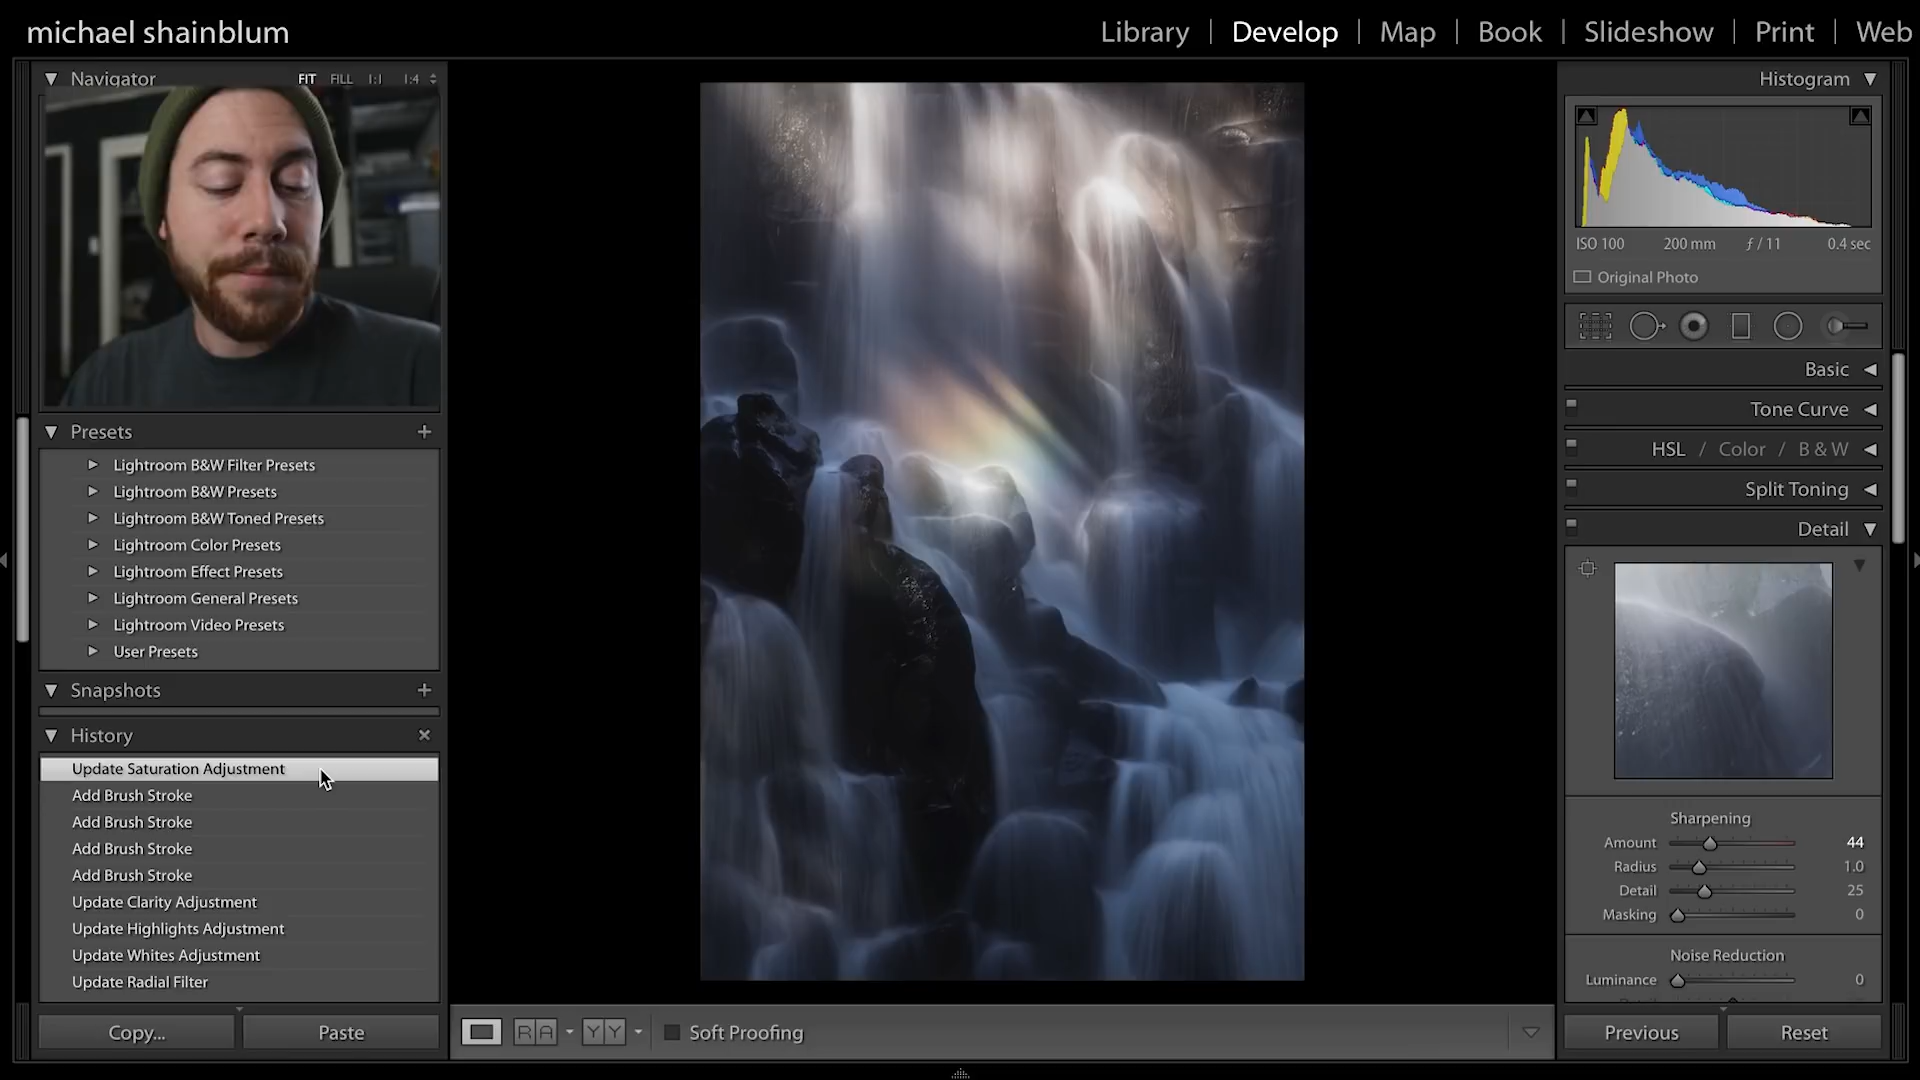 michael shainblum
Library | Develop | Map | Book | Slideshow | Print | Web
Navigator FIT FILL 1:1 1:4
Presets +
Lightroom B&W Filter Presets
Lightroom B&W Presets
Lightroom B&W Toned Presets
Lightroom Color Presets
Lightroom Effect Presets
Lightroom General Presets
Lightroom Video Presets
User Presets
Snapshots +
History ×
Update Saturation Adjustment
Add Brush Stroke
Add Brush Stroke
Add Brush Stroke
Add Brush Stroke
Update Clarity Adjustment
Update Highlights Adjustment
Update Whites Adjustment
Update Radial Filter
Copy... Paste
R A Y Y Soft Proofing
Histogram
ISO 100 200 mm ƒ / 11 0.4 sec
Original Photo
Basic
Tone Curve
HSL / Color / B & W
Split Toning
Detail
Sharpening
Amount 44
Radius 1.0
Detail 25
Masking 0
Noise Reduction
Luminance 0
Previous Reset